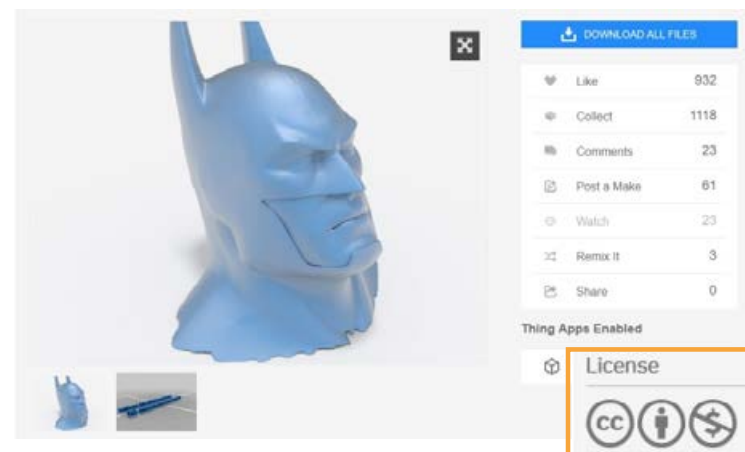 DOWNLOAD ALL FILES
Like 932
Collect 1118
Comments 23
Post a Make 61
Watch 23
Remix It 3
Share 0
Thing Apps Enabled
License
cc
$